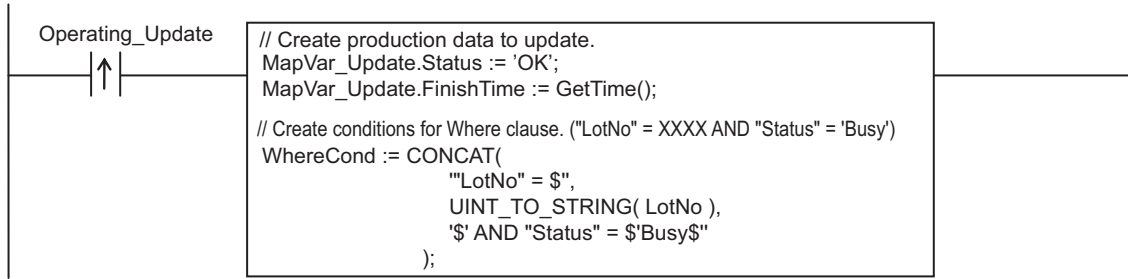 Operating_Update
// Create production data to update.
MapVar_Update.Status := ’OK’;
MapVar_Update.FinishTime := GetTime();
// Create conditions for Where clause. ("LotNo" = XXXX AND "Status" = 'Busy')
WhereCond := CONCAT(
'"LotNo" = $'',
UINT_TO_STRING( LotNo ),
'$' AND "Status" = $'Busy$''
);